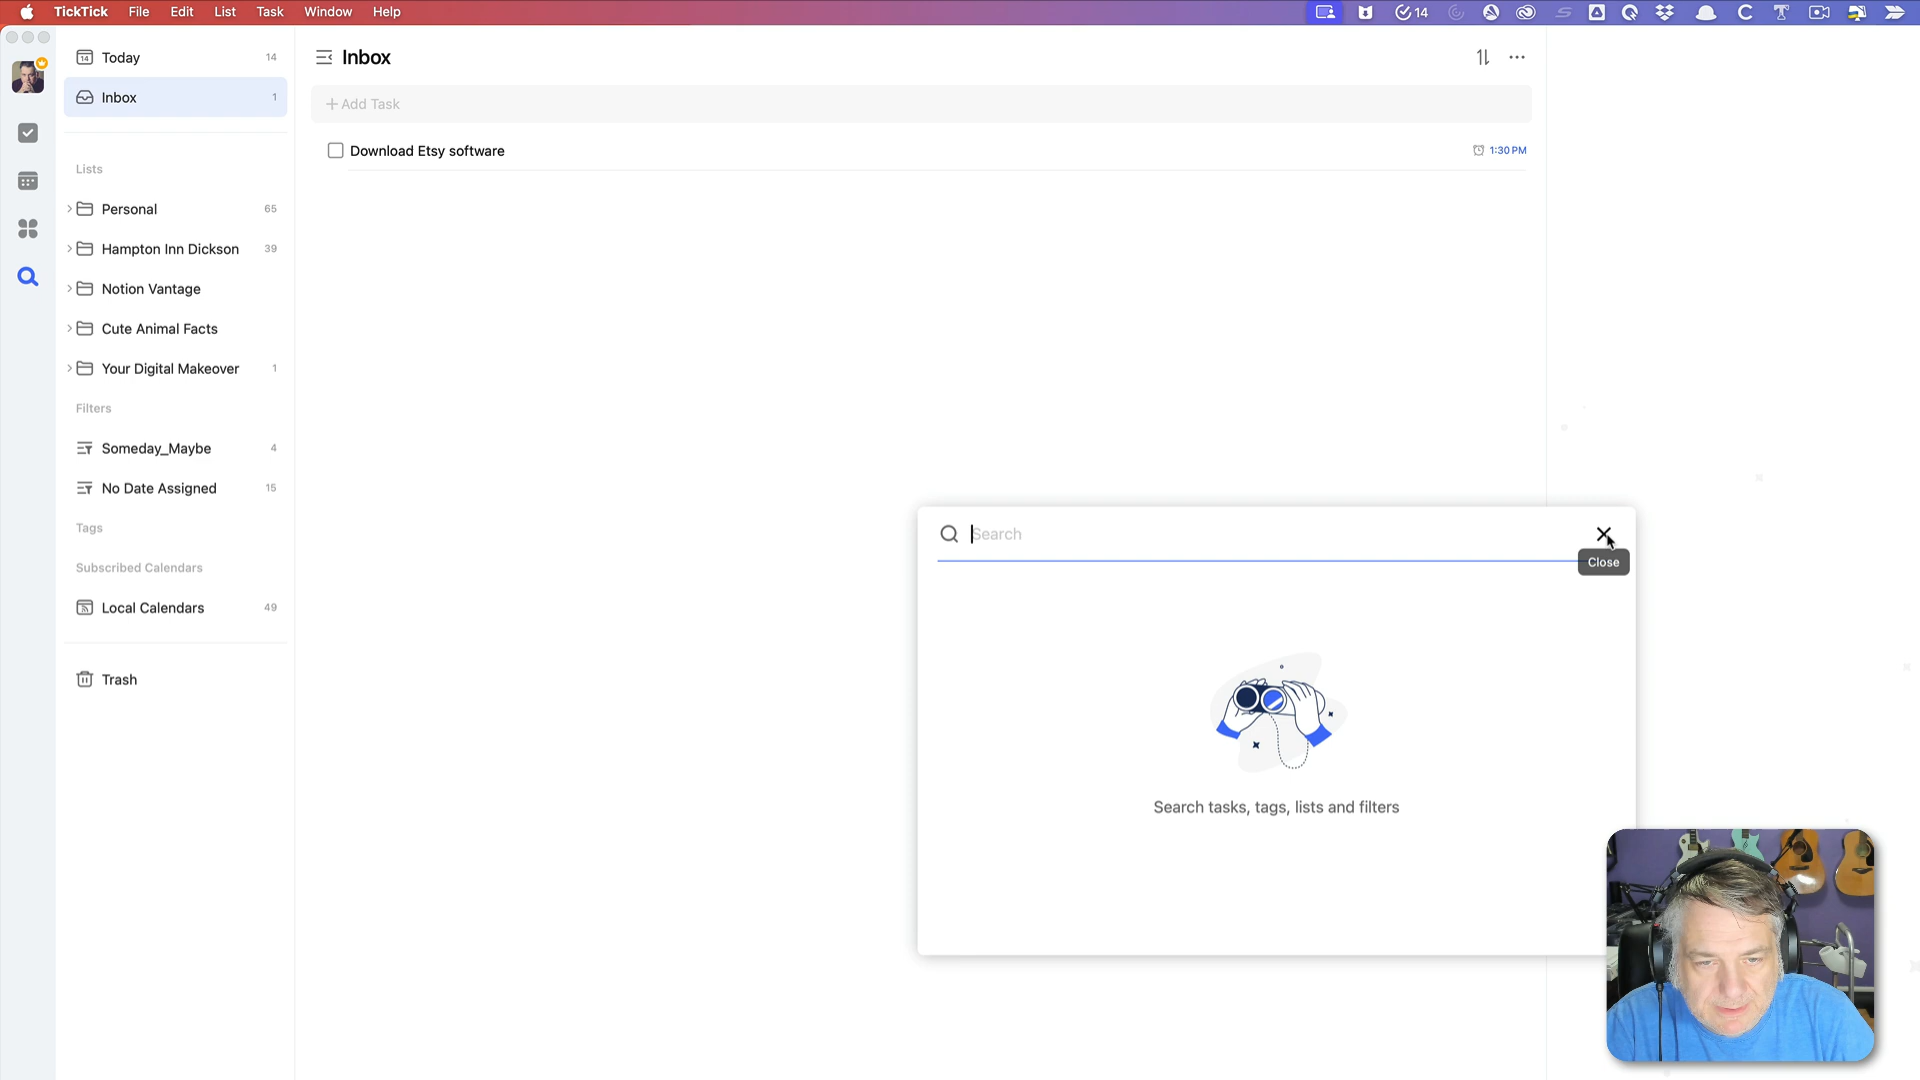 TickTick File Edit List Task Window Help
14
14 Today 14
Inbox 1
Lists
Personal 65
Hampton Inn Dickson 39
Notion Vantage
Cute Animal Facts
Your Digital Makeover 1
Filters
Someday_Maybe 4
No Date Assigned 15
Tags
Subscribed Calendars
Local Calendars 49
Trash
Inbox
Add Task
Download Etsy software 1:30 PM
Search
Close
Search tasks, tags, lists and filters